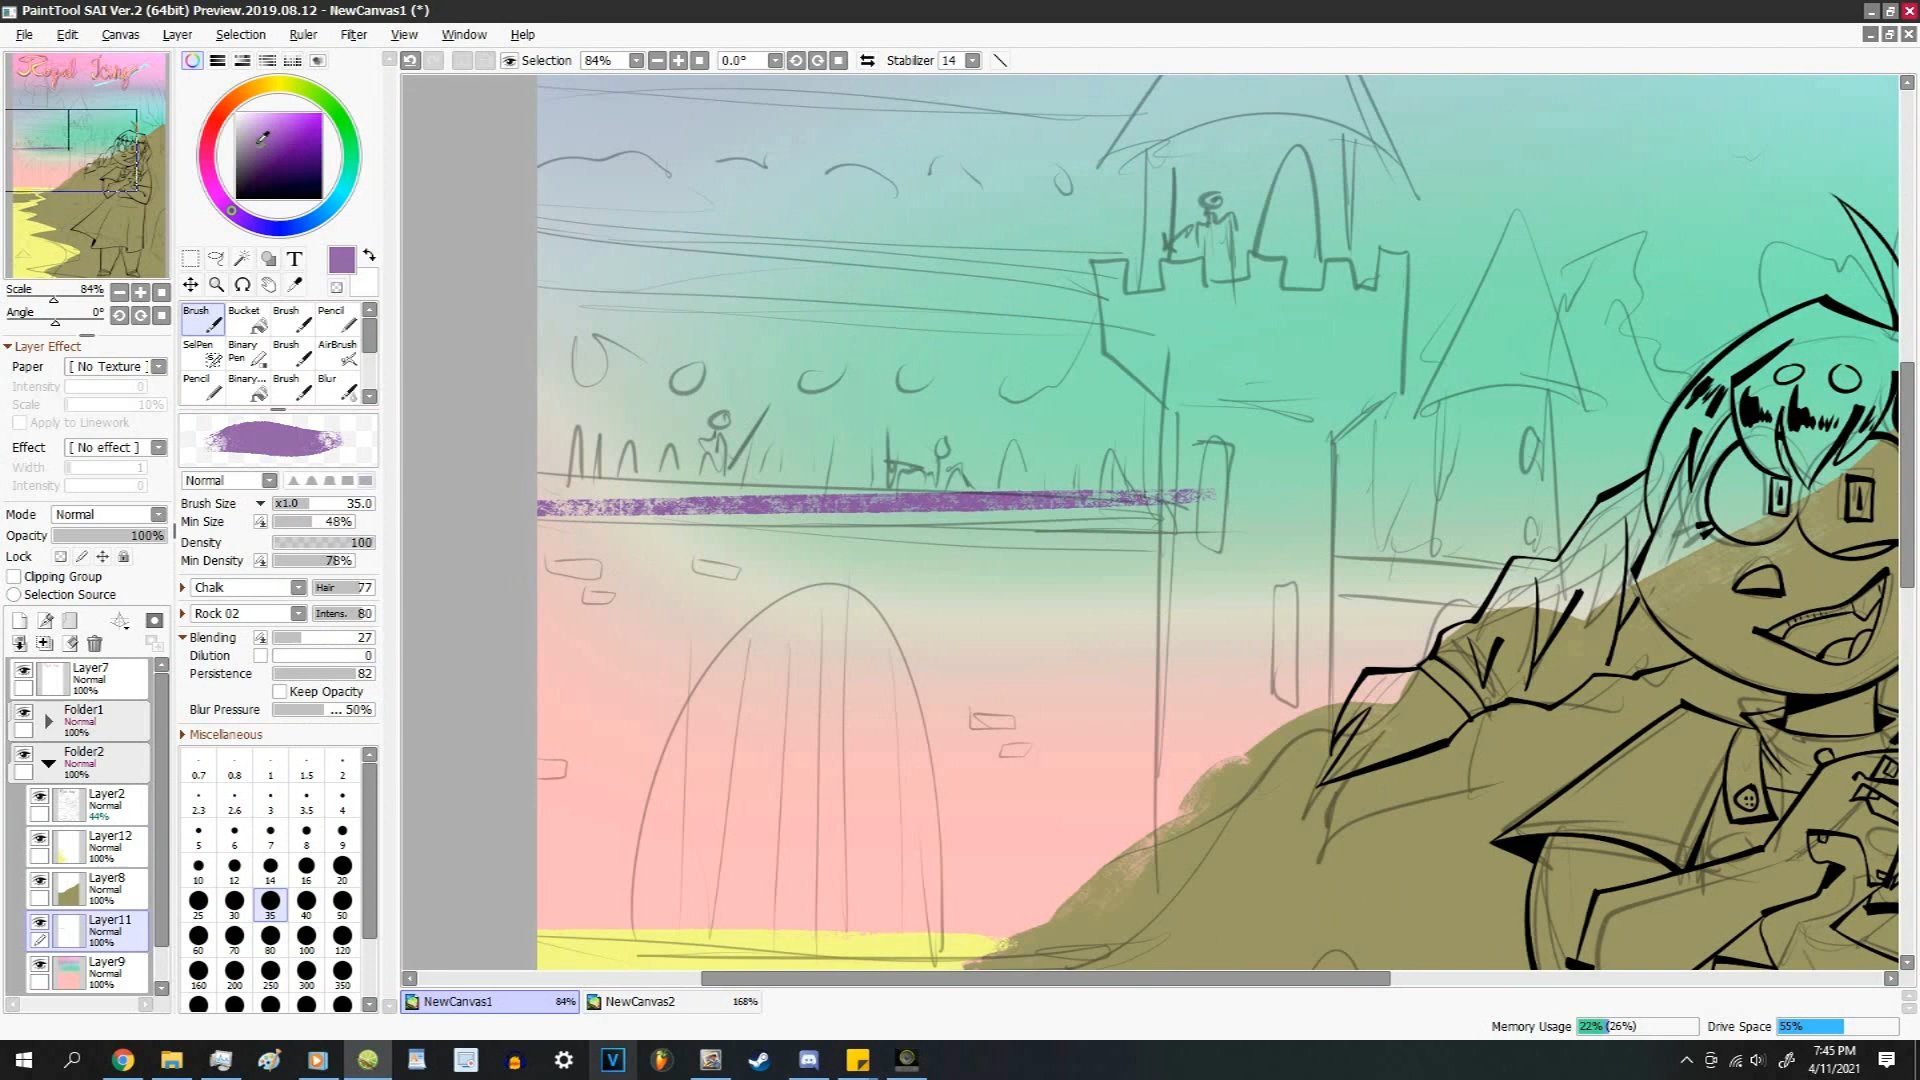 PaintTool SAI Ver.2 (64bit) Preview.2019.08.12 - NewCanvas1 (*)
File Edit Canvas Layer Selection Ruler Filter View Window Help
Selection 84% 0.0° Stabilizer 14
Royal Icing
Scale 84%
Angle 0°
Layer Effect
Paper [ No Texture ]
Intensity 0
Scale 10%
Apply to Linework
Effect [ No effect ]
Width 1
Intensity 0
Mode Normal
Opacity 100%
Lock
Clipping Group
Selection Source
Layer7
Normal
100%
Folder1
Normal
100%
Folder2
Normal
100%
Layer2
Normal
44%
Layer12
Normal
100%
Layer8
Normal
100%
Layer11
Normal
100%
Layer9
Normal
100%
T
Brush Bucket Brush Pencil
SelPen Binary Pen Brush AirBrush
Pencil Binary... Brush Blur
Normal
Brush Size x1.0 35.0
Min Size 48%
Density 100
Min Density 78%
Chalk Hair 77
Rock 02 Intens. 80
Blending 27
Dilution 0
Persistence 82
Keep Opacity
Blur Pressure ... 50%
Miscellaneous
0.7 0.8 1 1.5 2
2.3 2.6 3 3.5 4
5 6 7 8 9
10 12 14 16 20
25 30 35 40 50
60 70 80 100 120
160 200 250 300 350
NewCanvas1 84% NewCanvas2 168%
Memory Usage 22% (26%) Drive Space 55%
V
7:45 PM
4/11/2021